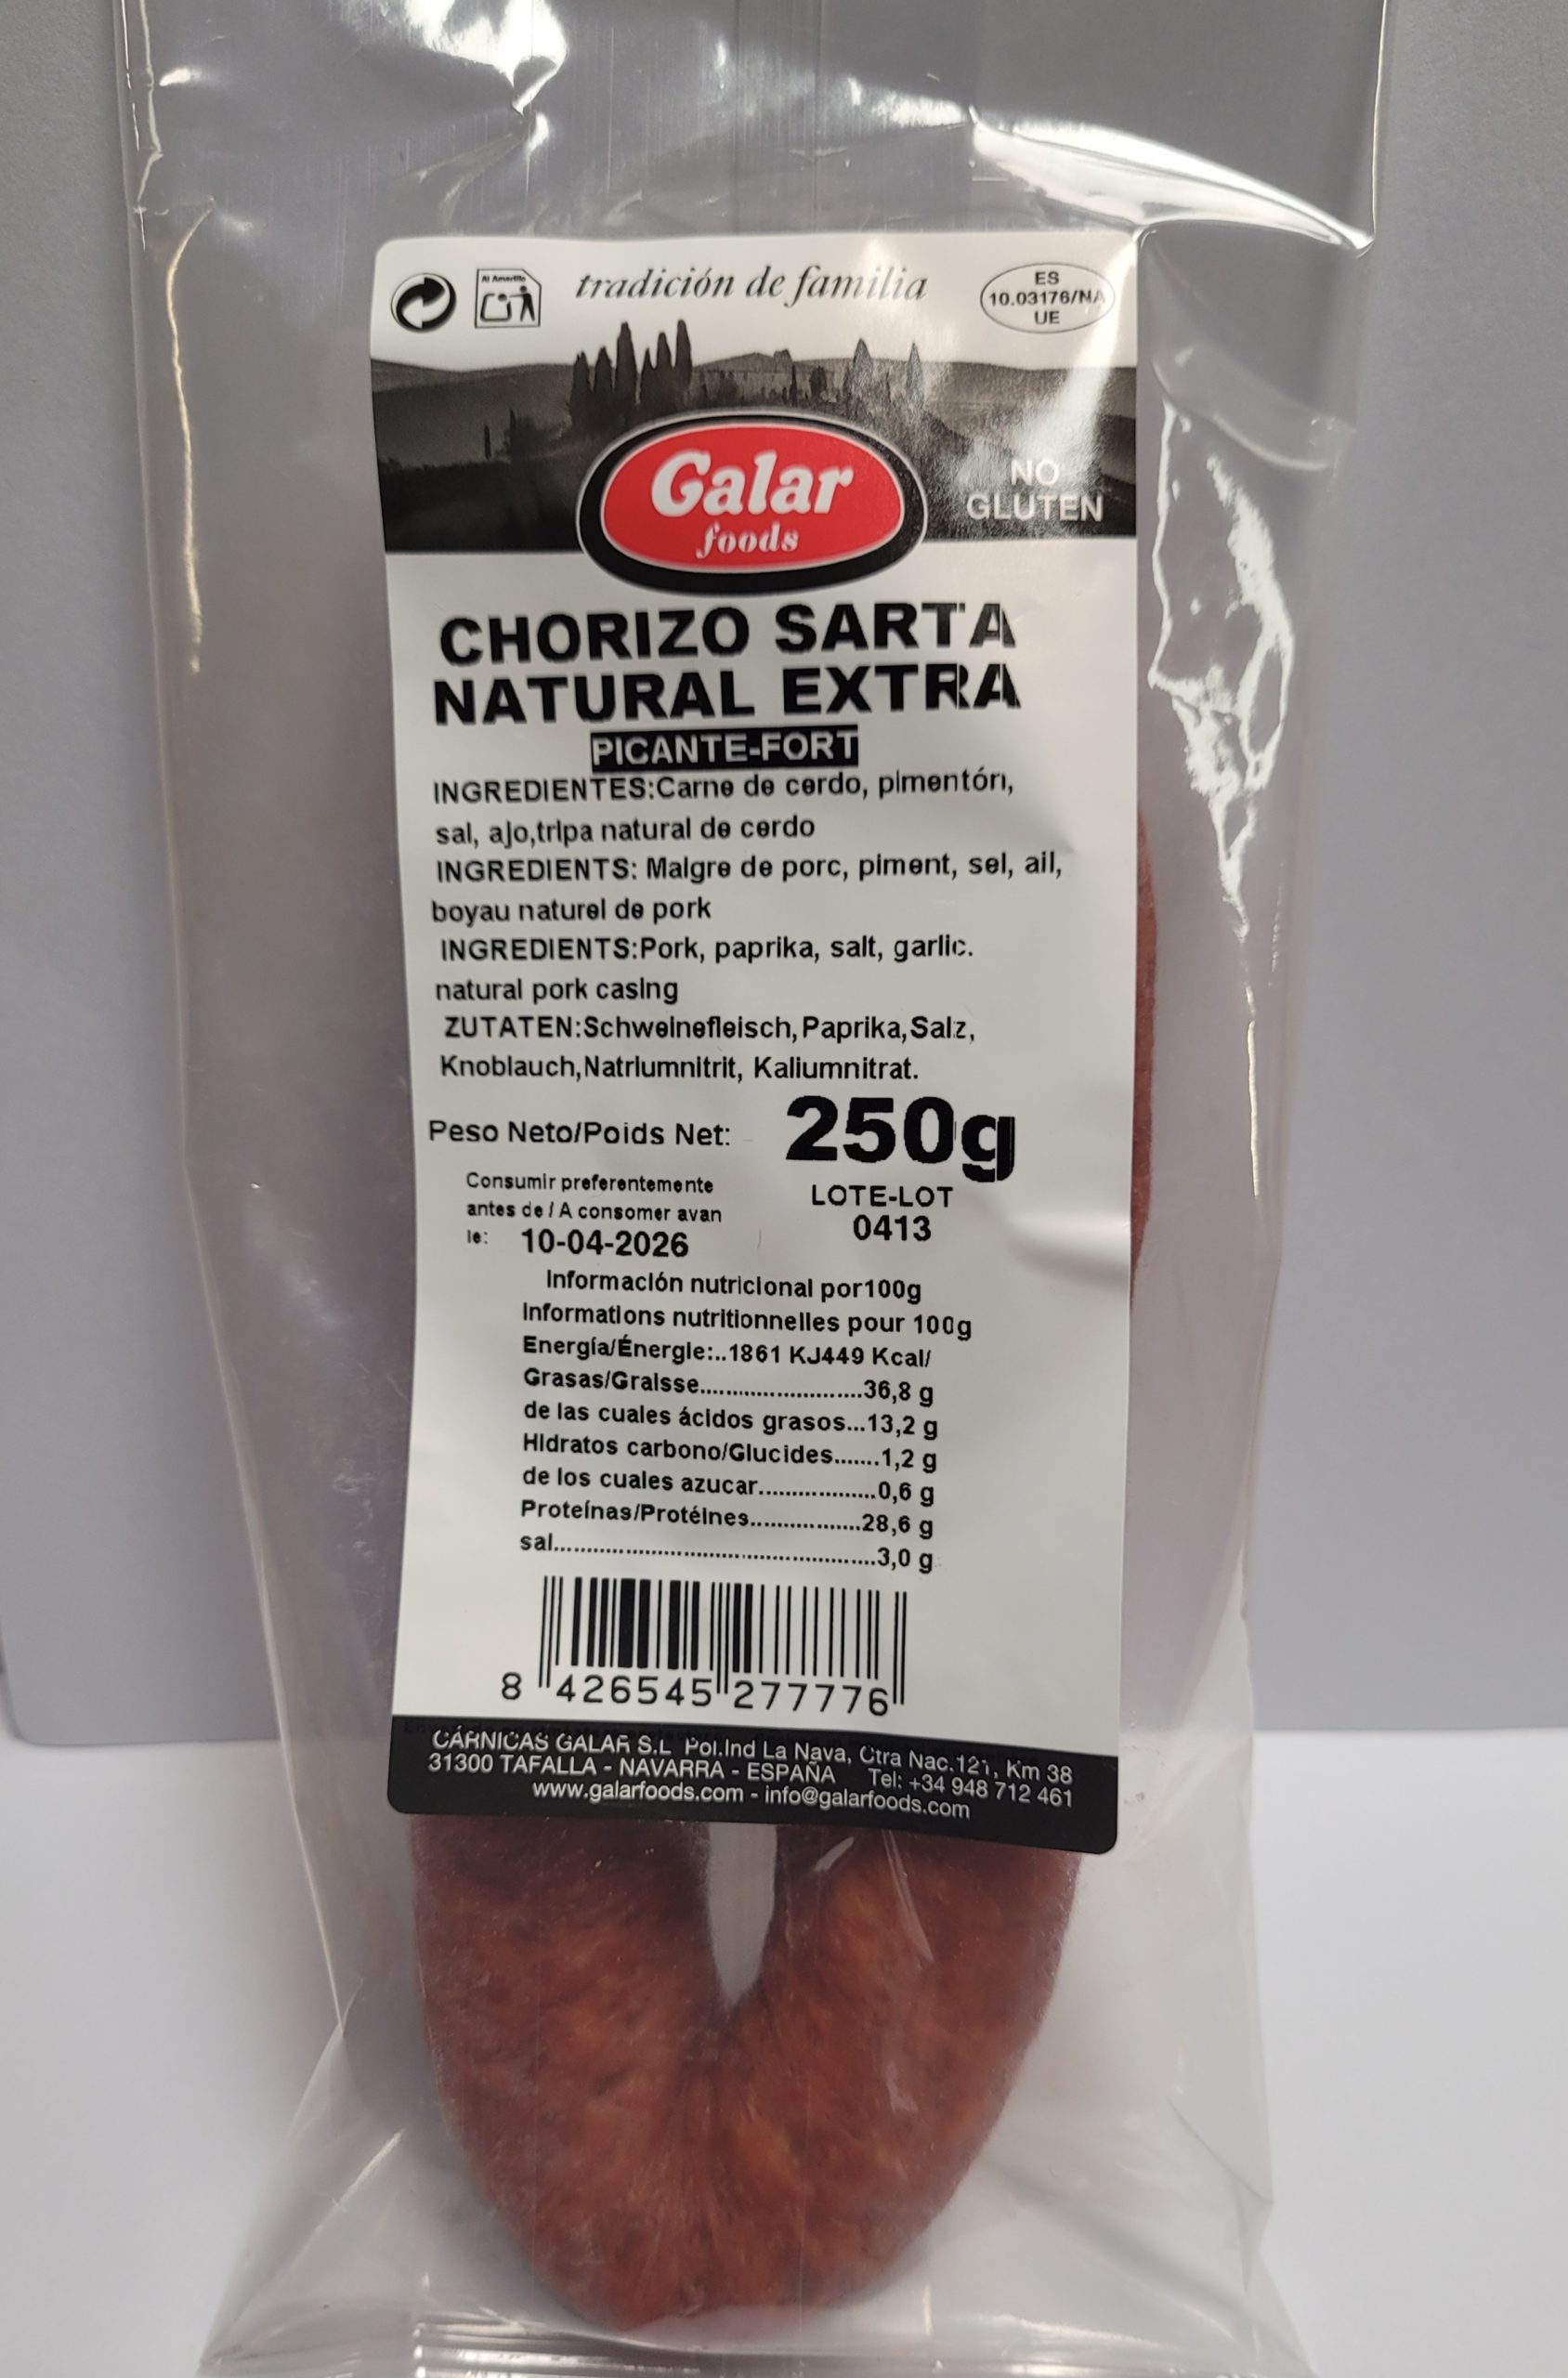 Al Amarillo
tradición de familia
ES
10.03176/NA
UE
Galar
foods
NO
GLUTEN
CHORIZO SARTA
NATURAL EXTRA
PICANTE-FORT
INGREDIENTES:Carne de cerdo, pimentón,
sal, ajo,tripa natural de cerdo
INGREDIENTS: Maigre de porc, piment, sel, ail,
boyau naturel de pork
INGREDIENTS:Pork, paprika, salt, garlic.
natural pork casing
ZUTATEN:Schweinefleisch,Paprika,Salz,
Knoblauch,Natriumnitrit, Kaliumnitrat.
Peso Neto/Poids Net: 250g
Consumir preferentemente
antes de / A consomer avan
le: 10-04-2026
LOTE-LOT
0413
Información nutricional por100g
Informations nutritionnelles pour 100g
Energía/Énergie:..1861 KJ449 Kcal/
Grasas/Graisse........................36,8 g
de las cuales ácidos grasos...13,2 g
Hidratos carbono/Glucides.......1,2 g
de los cuales azucar..................0,6 g
Proteínas/Protéines.................28,6 g
sal................................................3,0 g
8 426545 277776
CÁRNICAS GALAR S.L Pol.Ind La Nava, Ctra Nac.121, Km 38
31300 TAFALLA - NAVARRA - ESPAÑA Tel: +34 948 712 461
www.galarfoods.com - info@galarfoods.com